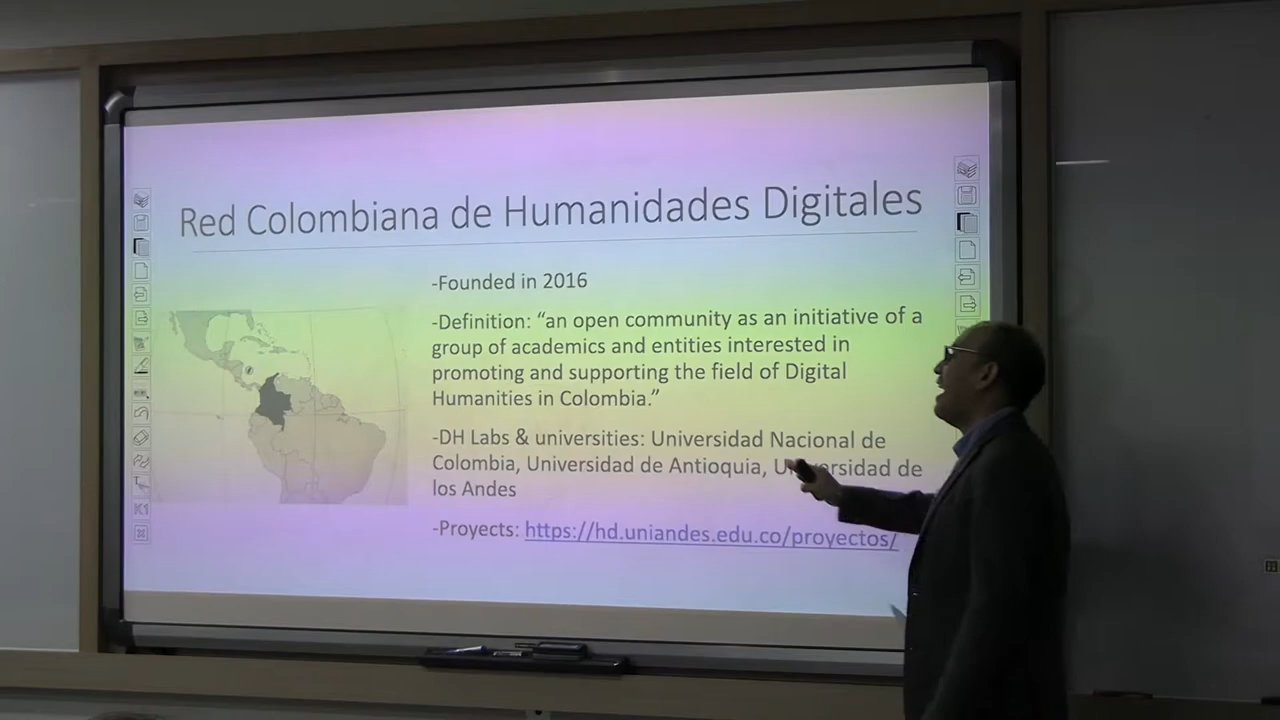 Red Colombiana de Humanidades Digitales
-Founded in 2016
-Definition: “an open community as an initiative of a
group of academics and entities interested in
promoting and supporting the field of Digital
Humanities in Colombia.”
-DH Labs & universities: Universidad Nacional de
Colombia, Universidad de Antioquia, Universidad de
los Andes
-Proyects: https://hd.uniandes.edu.co/proyectos/
K1